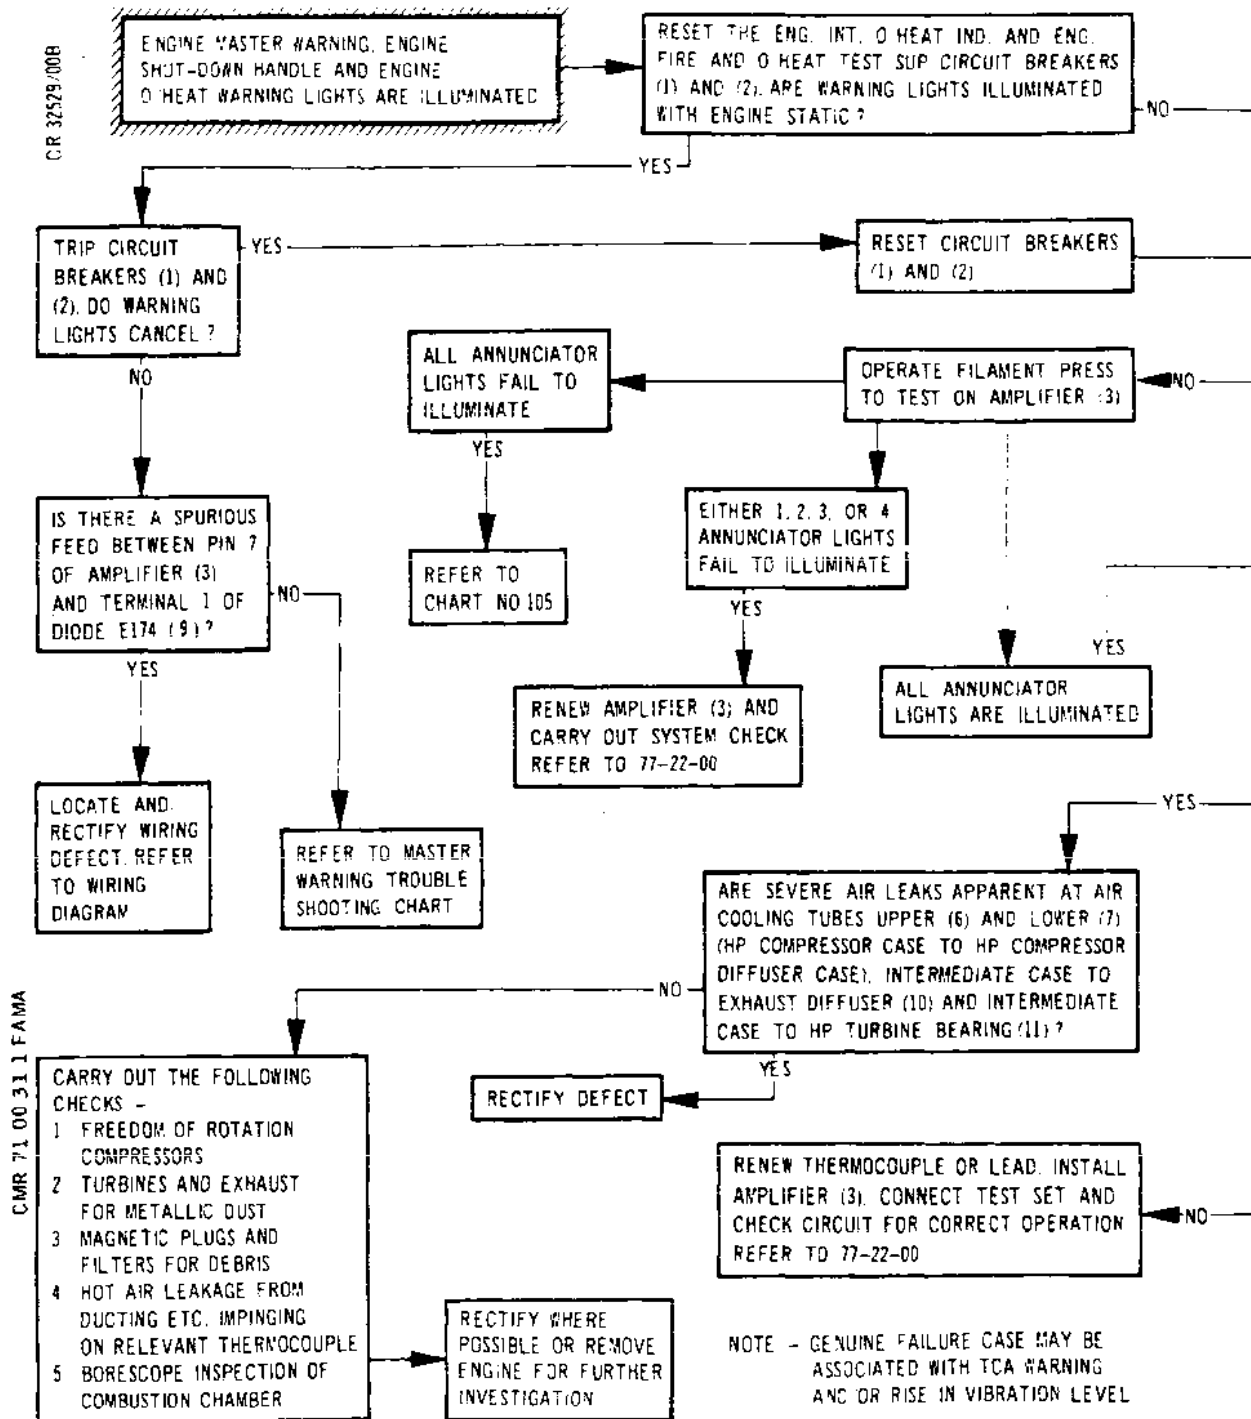 CR 32529/00B
ENGINE MASTER WARNING, ENGINE
SHUT-DOWN HANDLE AND ENGINE
O'HEAT WARNING LIGHTS ARE ILLUMINATED
RESET THE ENG. INT. O HEAT IND. AND ENG.
FIRE AND O HEAT TEST SUP CIRCUIT BREAKERS
(1) AND (2). ARE WARNING LIGHTS ILLUMINATED
WITH ENGINE STATIC ?
NO
YES
TRIP CIRCUIT
BREAKERS (1) AND
(2). DO WARNING
LIGHTS CANCEL ?
YES
RESET CIRCUIT BREAKERS
(1) AND (2)
NO
ALL ANNUNCIATOR
LIGHTS FAIL TO
ILLUMINATE
OPERATE FILAMENT PRESS
TO TEST ON AMPLIFIER (3)
NO
YES
IS THERE A SPURIOUS
FEED BETWEEN PIN 7
OF AMPLIFIER (3)
AND TERMINAL 1 OF
DIODE E174 (9) ?
NO
YES
REFER TO
CHART NO 105
EITHER 1, 2, 3, OR 4
ANNUNCIATOR LIGHTS
FAIL TO ILLUMINATE
YES
YES
ALL ANNUNCIATOR
LIGHTS ARE ILLUMINATED
RENEW AMPLIFIER (3) AND
CARRY OUT SYSTEM CHECK
REFER TO 77-22-00
LOCATE AND
RECTIFY WIRING
DEFECT. REFER
TO WIRING
DIAGRAM
REFER TO MASTER
WARNING TROUBLE
SHOOTING CHART
YES
ARE SEVERE AIR LEAKS APPARENT AT AIR
COOLING TUBES UPPER (6) AND LOWER (7)
(HP COMPRESSOR CASE TO HP COMPRESSOR
DIFFUSER CASE), INTERMEDIATE CASE TO
EXHAUST DIFFUSER (10) AND INTERMEDIATE
CASE TO HP TURBINE BEARING (11) ?
NO
YES
RECTIFY DEFECT
CMR 71 00 31 1 FAMA
CARRY OUT THE FOLLOWING
CHECKS -
1 FREEDOM OF ROTATION
COMPRESSORS
2 TURBINES AND EXHAUST
FOR METALLIC DUST
3 MAGNETIC PLUGS AND
FILTERS FOR DEBRIS
4 HOT AIR LEAKAGE FROM
DUCTING ETC. IMPINGING
ON RELEVANT THERMOCOUPLE
5 BORESCOPE INSPECTION OF
COMBUSTION CHAMBER
RENEW THERMOCOUPLE OR LEAD. INSTALL
AMPLIFIER (3), CONNECT TEST SET AND
CHECK CIRCUIT FOR CORRECT OPERATION
REFER TO 77-22-00
NO
RECTIFY WHERE
POSSIBLE OR REMOVE
ENGINE FOR FURTHER
INVESTIGATION
NOTE - GENUINE FAILURE CASE MAY BE
ASSOCIATED WITH TCA WARNING
AND/OR RISE IN VIBRATION LEVEL